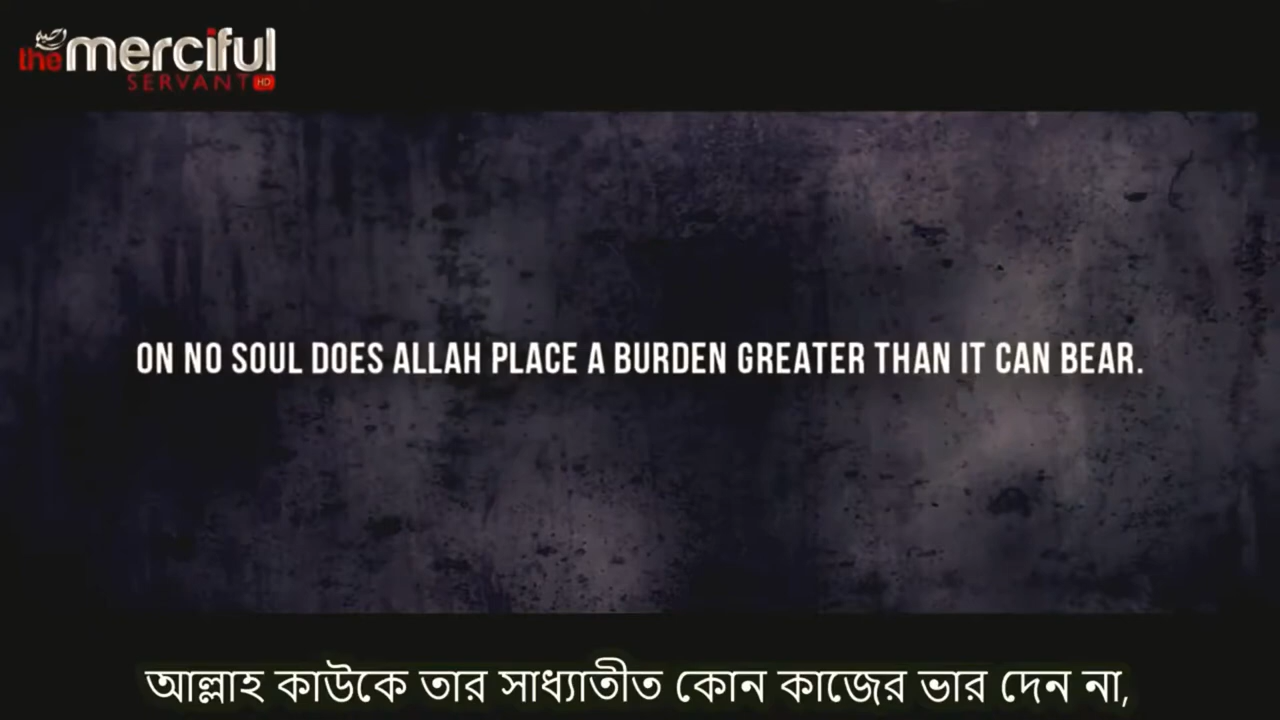 the merciful
SERVANT HD
ON NO SOUL DOES ALLAH PLACE A BURDEN GREATER THAN IT CAN BEAR.
আল্লাহ কাউকে তার সাধ্যাতীত কোন কাজের ভার দেন না,